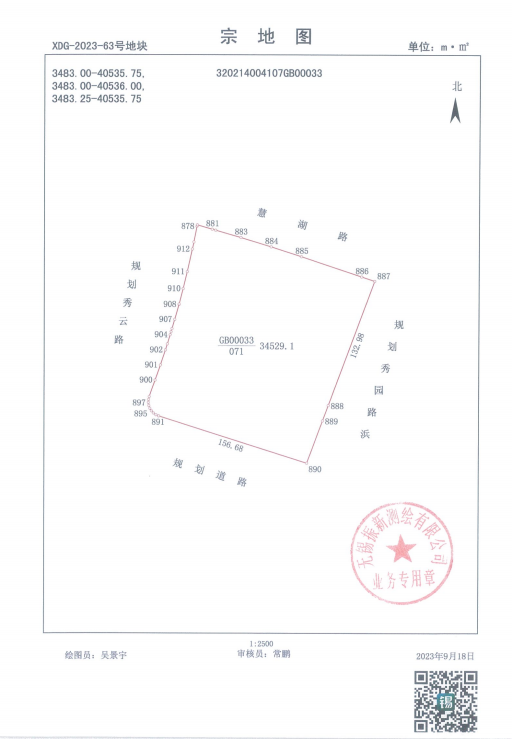 宗地图
XDG-2023-63号地块
单位：m·㎡
3483.00-40535.75,
3483.00-40536.00,
3483.25-40535.75
320214004107GB00033
北
慧湖路
878
881
883
884
885
886
887
912
911
910
908
907
904
902
901
900
897
895
891
规划秀云路
GB00033
071
34529.1
132.98
规划秀园路浜
888
889
156.68
890
规划道路
无锡振新测绘有限公司
业务专用章
1:2500
绘图员：吴景宇
审核员：常鹏
2023年9月18日
锡